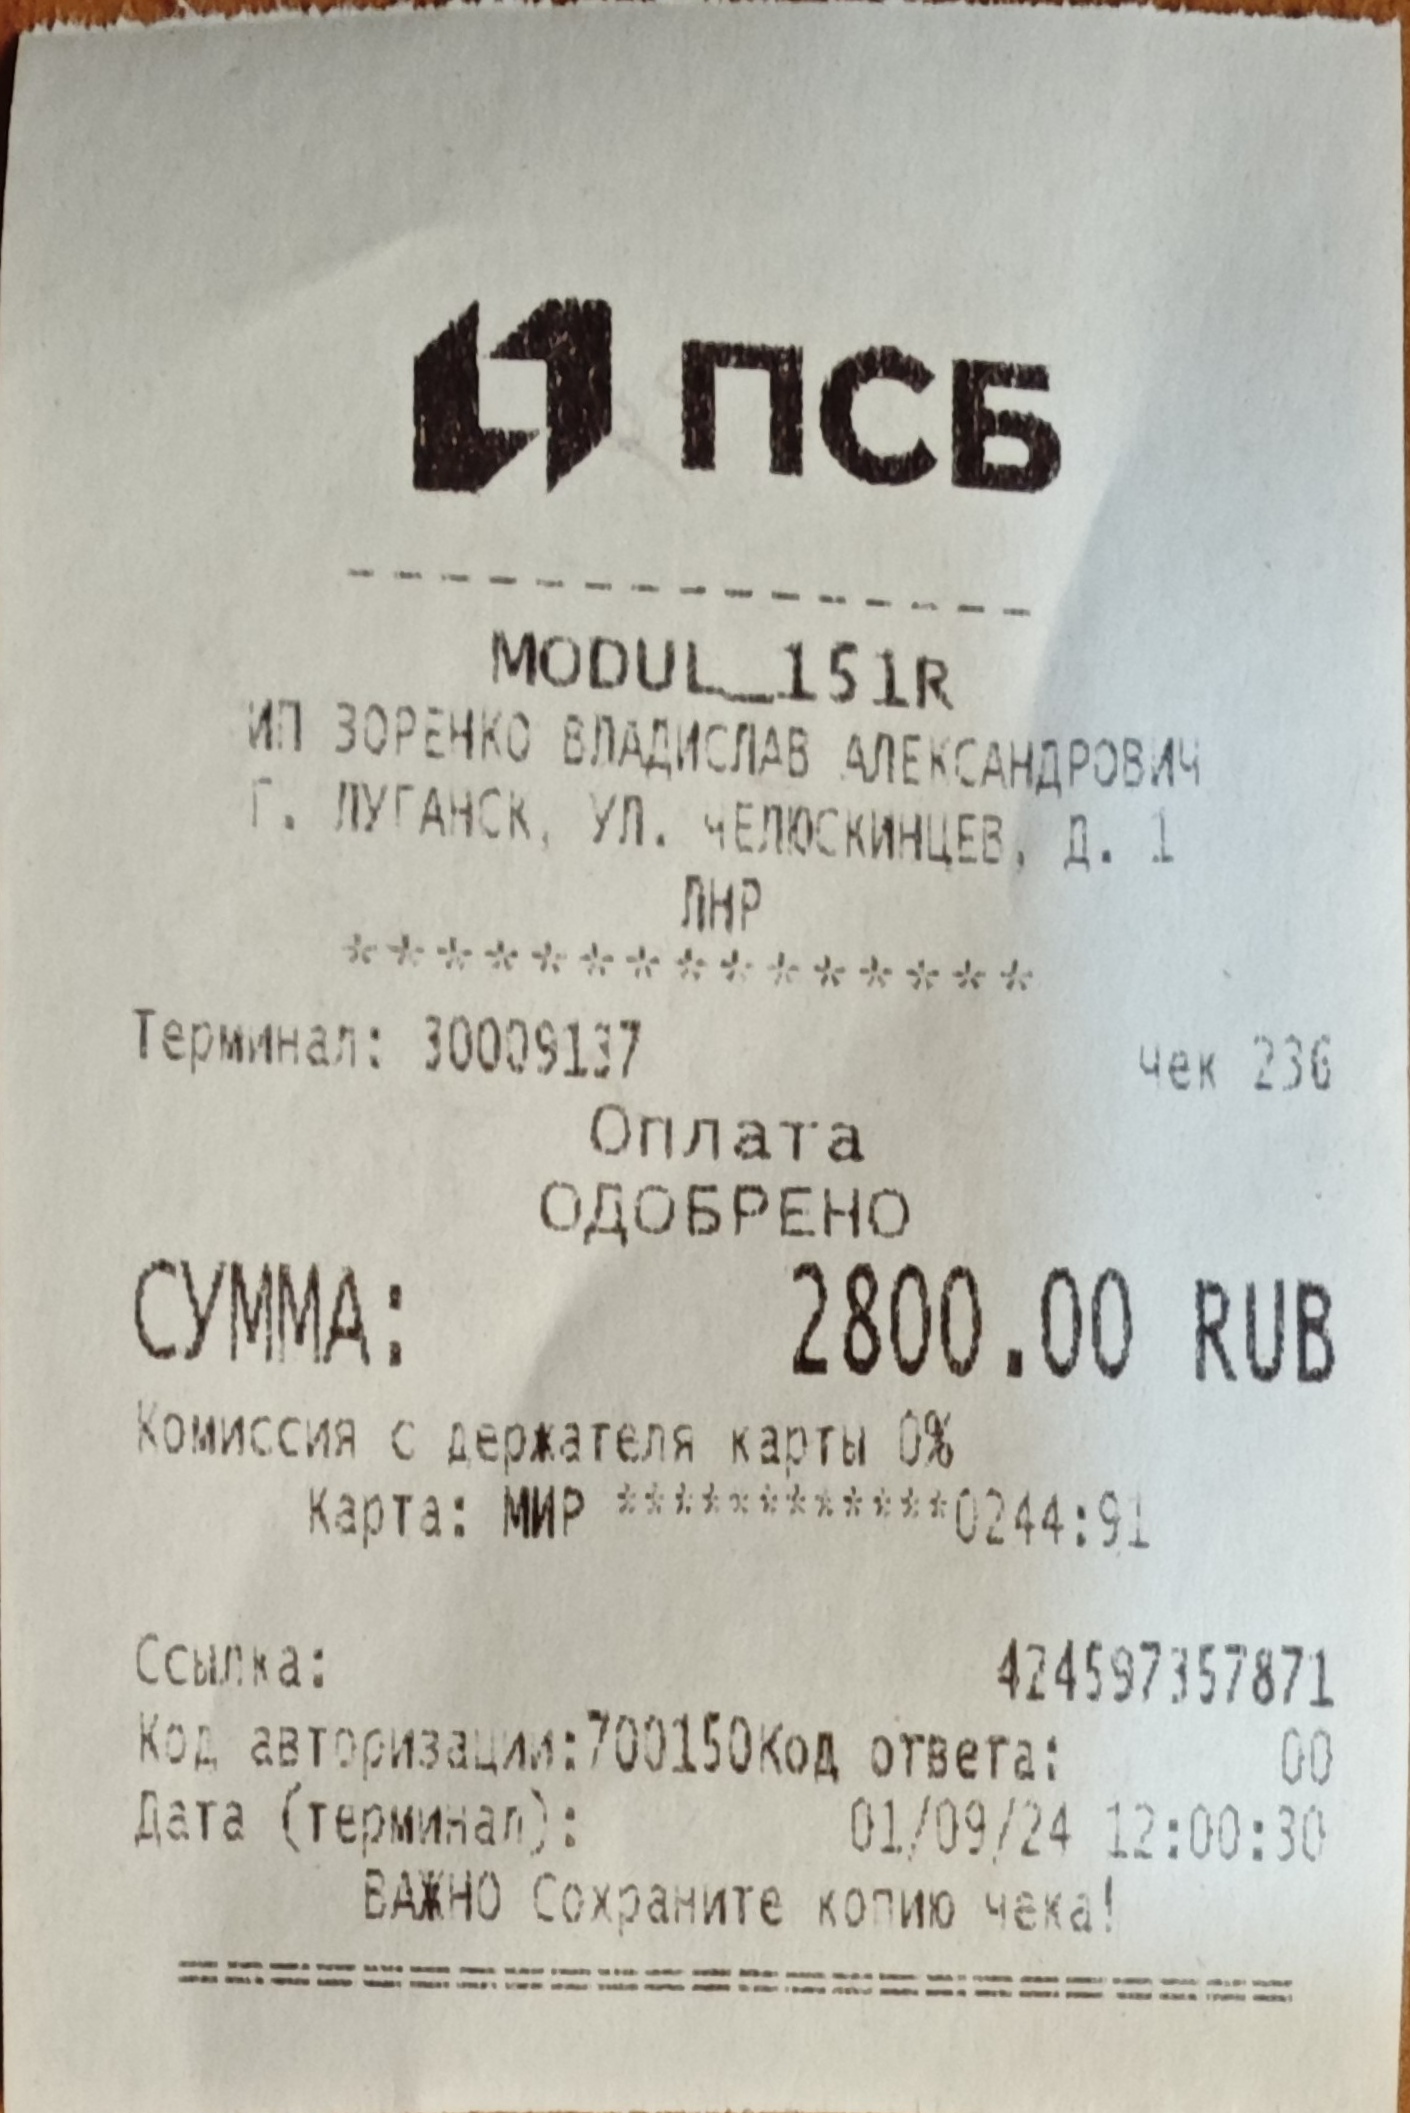 ПСБ
MODUL_151R
ИП ЗОРЕНКО ВЛАДИСЛАВ АЛЕКСАНДРОВИЧ
Г. ЛУГАНСК, УЛ. ЧЕЛЮСКИНЦЕВ, Д. 1
ЛНР
***************
Терминал: 30009137 чек 236
Оплата
ОДОБРЕНО
СУММА: 2800.00 RUB
Комиссия с держателя карты 0%
Карта: МИР ************0244:91
Ссылка: 424597357871
Код авторизации:700150Код ответа: 00
Дата (терминал): 01/09/24 12:00:30
ВАЖНО Сохраните копию чека!